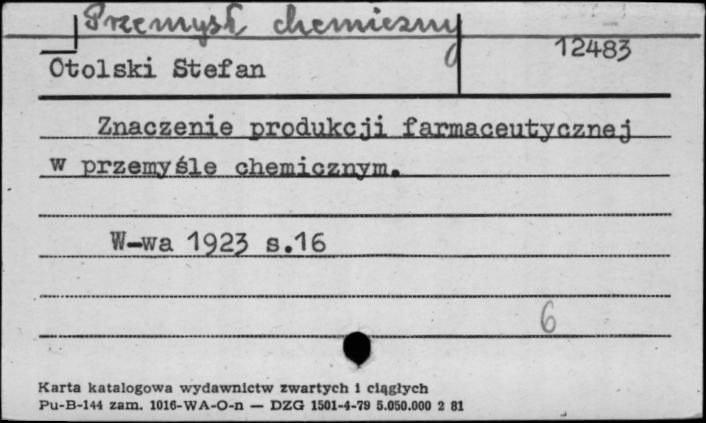 Przemysł chemiczny
12483
Otolski Stefan
Znaczenie produkcji farmaceutycznej
w przemyśle chemicznym.
W-wa 1923 s.16
6
Karta katalogowa wydawnictw zwartych i ciągłych
Pu-B-144 zam. 1016-WA-O-n — DZG 1501-4-79 5.050.000 2 81